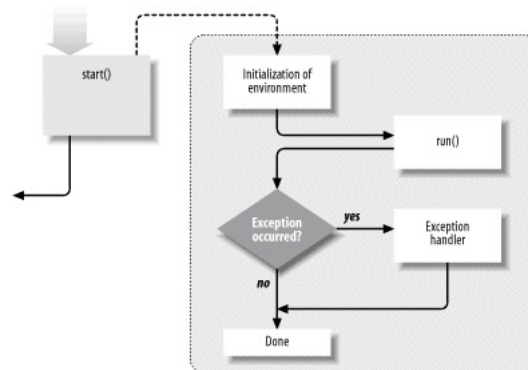 start()
Initialization of
environment
run()
Exception
occurred?
yes
Exception
handler
no
Done